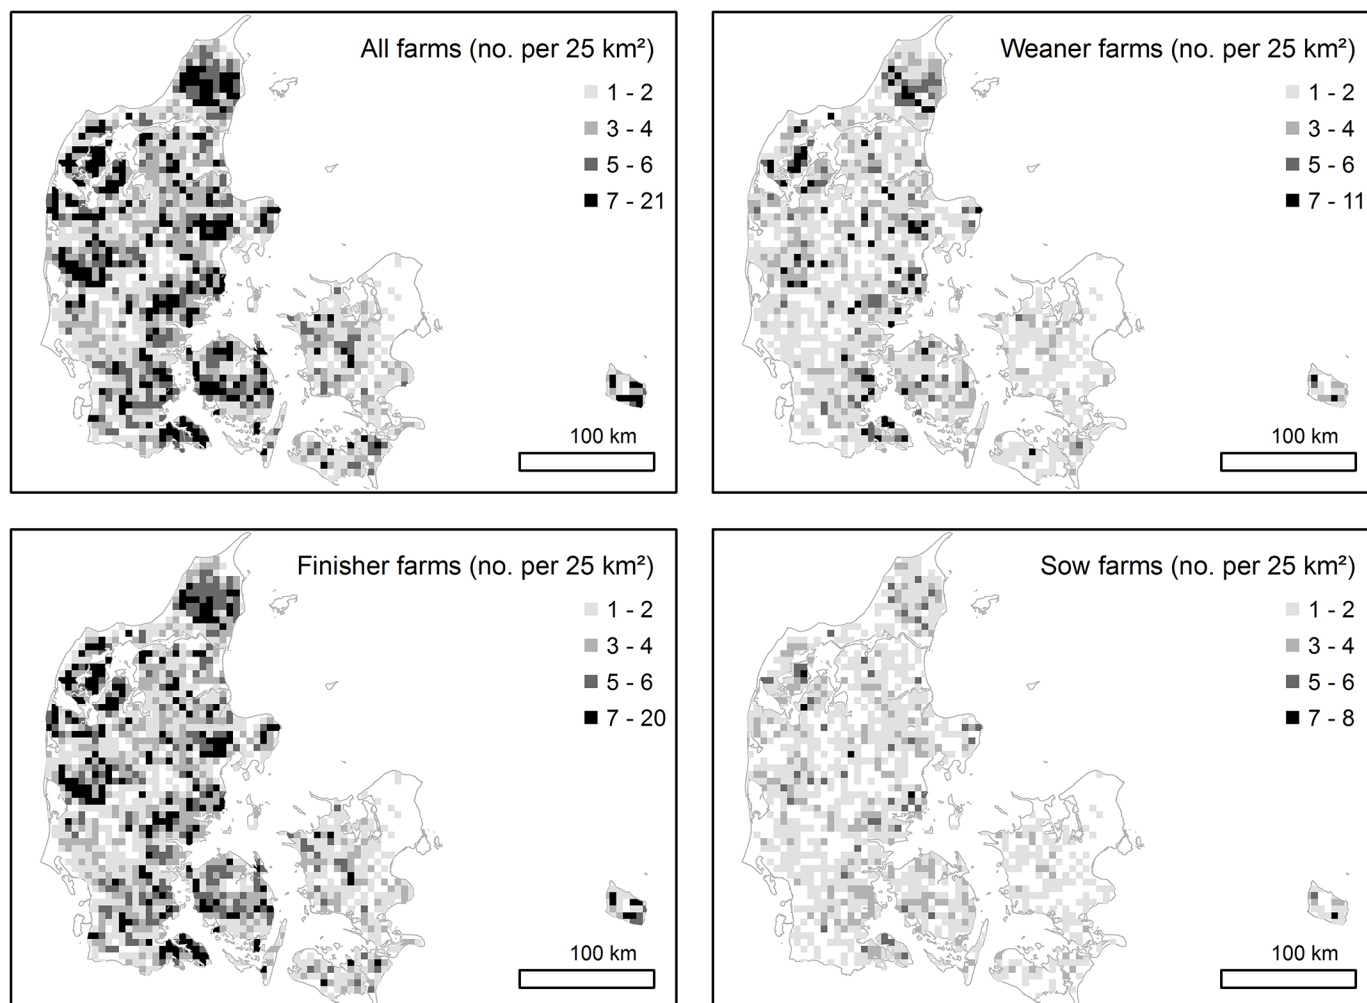 All farms (no. per 25 km²)
1 - 2
3 - 4
5 - 6
7 - 21
100 km
Weaner farms (no. per 25 km²)
1 - 2
3 - 4
5 - 6
7 - 11
100 km
Finisher farms (no. per 25 km²)
1 - 2
3 - 4
5 - 6
7 - 20
100 km
Sow farms (no. per 25 km²)
1 - 2
3 - 4
5 - 6
7 - 8
100 km